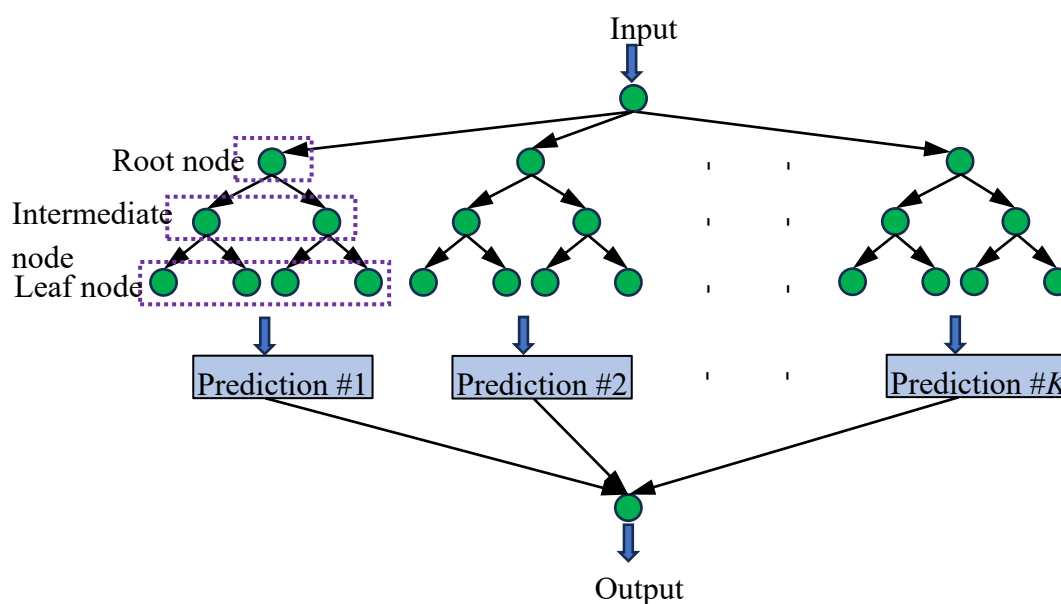 Input
Root node
Intermediate
node
Leaf node
Prediction #1
Prediction #2
Prediction #K
Output